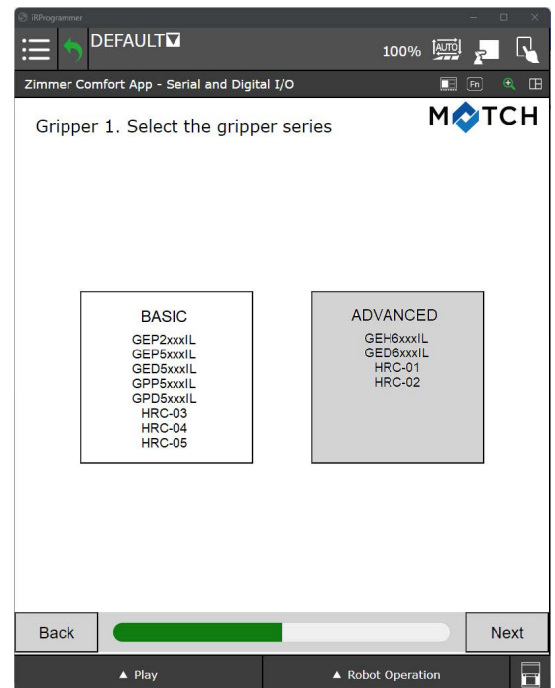 iRProgrammer
DEFAULT
100% AUTO
Zimmer Comfort App - Serial and Digital I/O
Fn
Gripper 1. Select the gripper series
MATCH
BASIC
GEP2xxxIL
GEP5xxxIL
GED5xxxIL
GPP5xxxIL
GPD5xxxIL
HRC-03
HRC-04
HRC-05
ADVANCED
GEH6xxxIL
GED6xxxIL
HRC-01
HRC-02
Back
Next
Play
Robot Operation